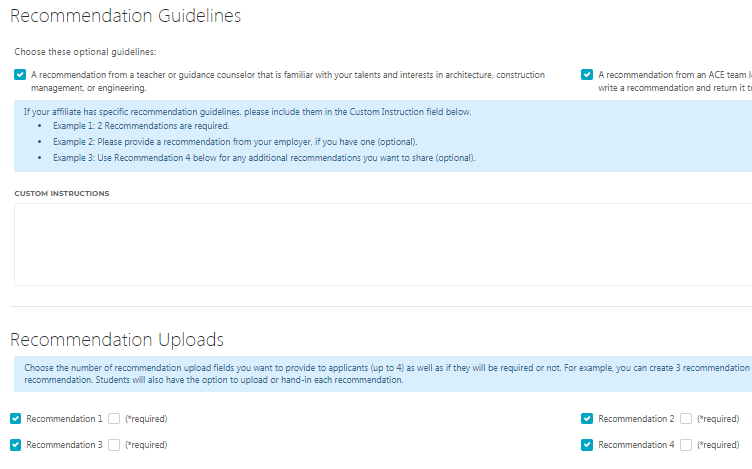 Recommendation Guidelines
Choose these optional guidelines:
A recommendation from a teacher or guidance counselor that is familiar with your talents and interests in architecture, construction
management, or engineering.
A recommendation from an ACE team
write a recommendation and return it
If your affiliate has specific recommendation guidelines, please include them in the Custom Instruction field below.
• Example 1: 2 Recommendations are required.
• Example 2: Please provide a recommendation from your employer, if you have one (optional).
• Example 3: Use Recommendation 4 below for any additional recommendations you want to share (optional).
CUSTOM INSTRUCTIONS
Recommendation Uploads
Choose the number of recommendation upload fields you want to provide to applicants (up to 4) as well as if they will be required or not. For example, you can create 3 recommendation
recommendation. Students will also have the option to upload or hand-in each recommendation.
Recommendation 1 (*required)
Recommendation 2 (*required)
Recommendation 3 (*required)
Recommendation 4 (*required)